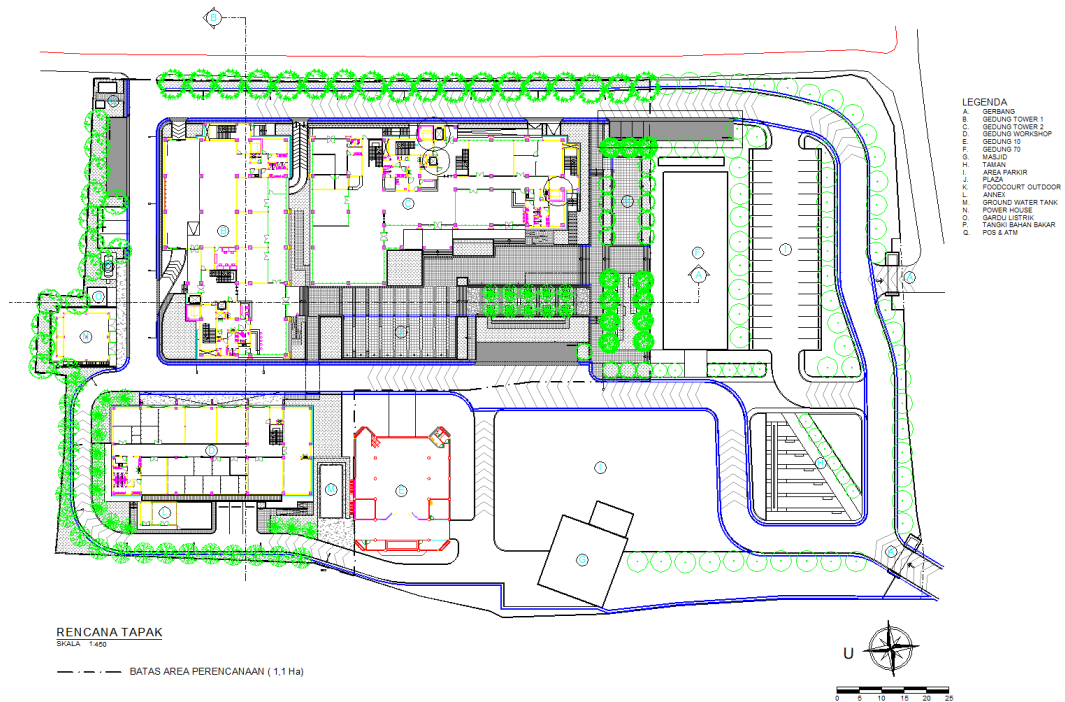 B
LEGENDA
A. GERBANG
B. GEDUNG TOWER 1
C. GEDUNG TOWER 2
D. GEDUNG WORKSHOP
E. GEDUNG 10
F. GEDUNG 70
G. MASJID
H. TAMAN
I. AREA PARKIR
J. PLAZA
K. FOODCOURT OUTDOOR
L. ANNEX
M. GROUND WATER TANK
N. POWER HOUSE
O. GARDU LISTRIK
P. TANGKI BAHAN BAKAR
Q. POS & ATM
B
F
I
A
A
D
M
E
I
H
L
G
A
RENCANA TAPAK
SKALA 1:450
BATAS AREA PERENCANAAN ( 1,1 Ha)
U
0 5 10 15 20 25